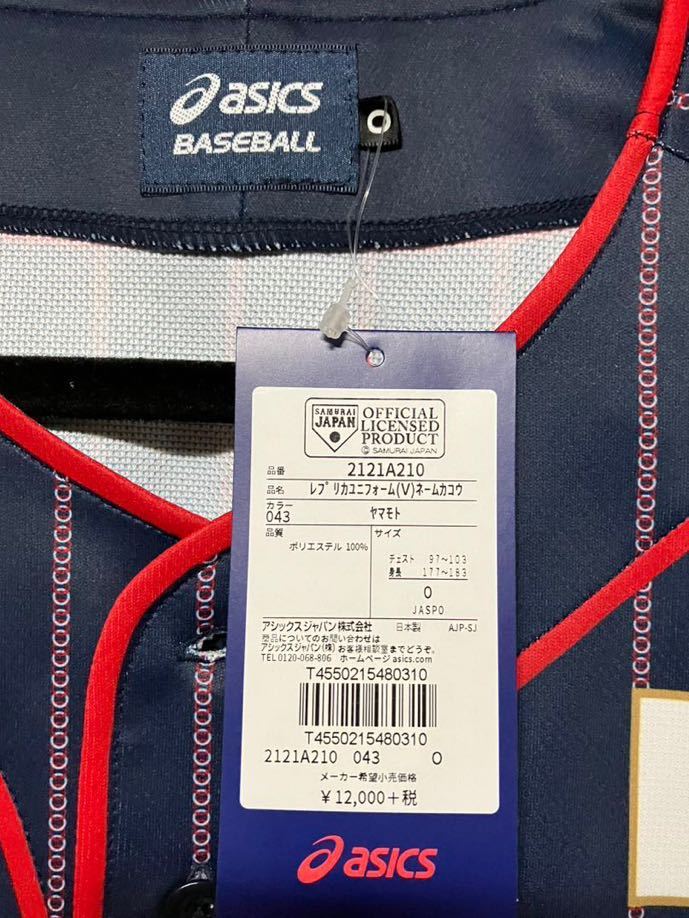 asics
BASEBALL
O
SAMURAI
JAPAN
OFFICIAL
LICENSED
PRODUCT
© SAMURAI JAPAN
品番 2121A210
品名 レプリカユニフォーム(V)ネームカコウ
カラー
043 ヤマモト
品質 サイズ
ポリエステル 100%
チェスト 97~103
身長 177~183
O
JASPO
アシックスジャパン株式会社 日本製 AJP-SJ
商品についてのお問い合わせは
アシックスジャパン(株)お客様相談室までどうぞ。
TEL 0120-068-806 ホームページ asics.com
T4550215480310
T4550215480310
2121A210 043 O
メーカー希望小売価格
¥12,000+税
asics